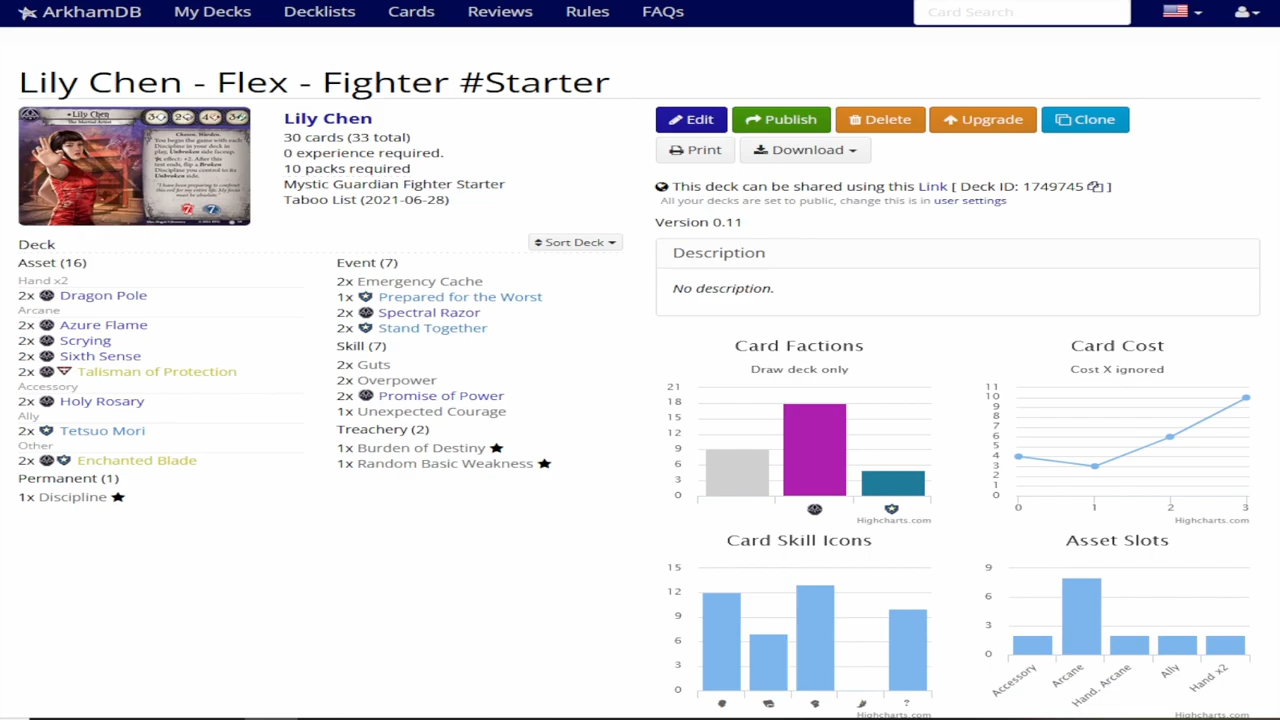 ArkhamDB My Decks Decklists Cards Reviews Rules FAQs Card Search
Lily Chen - Flex - Fighter #Starter
Lily Chen
The Martial Artist
Lily Chen
30 cards (33 total)
0 experience required.
10 packs required
Mystic Guardian Fighter Starter
Taboo List (2021-06-28)
Deck
Sort Deck
Asset (16)
Hand x2
2x Dragon Pole
Arcane
2x Azure Flame
2x Scrying
2x Sixth Sense
2x Talisman of Protection
Accessory
2x Holy Rosary
Ally
2x Tetsuo Mori
Other
2x Enchanted Blade
Permanent (1)
1x Discipline
Event (7)
2x Emergency Cache
1x Prepared for the Worst
2x Spectral Razor
2x Stand Together
Skill (7)
2x Guts
2x Overpower
2x Promise of Power
1x Unexpected Courage
Treachery (2)
1x Burden of Destiny
1x Random Basic Weakness
Edit Publish Delete Upgrade Clone
Print Download
This deck can be shared using this Link [ Deck ID: 1749745 ]
All your decks are set to public, change this is in user settings
Version 0.11
Description
No description.
Card Factions
Draw deck only
21
18
15
12
9
6
3
0
Highcharts.com
Card Cost
Cost X ignored
11
10
9
8
7
6
5
4
3
2
1
0
0 1 2 3
Highcharts.com
Card Skill Icons
15
12
9
6
3
0
?
Highcharts.com
Asset Slots
9
6
3
0
Accessory
Arcane
Hand. Arcane
Ally
Hand x2
Highcharts.com